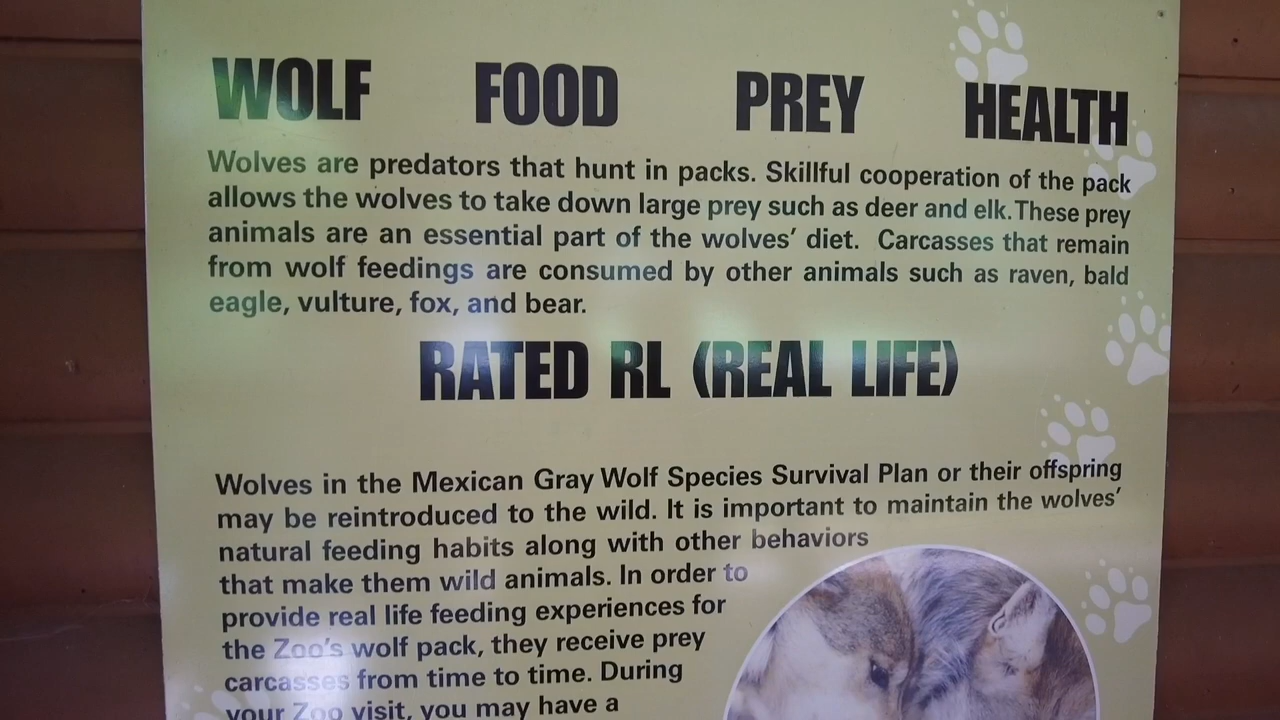 WOLF FOOD PREY HEALTH
Wolves are predators that hunt in packs. Skillful cooperation of the pack
allows the wolves to take down large prey such as deer and elk. These prey
animals are an essential part of the wolves' diet. Carcasses that remain
from wolf feedings are consumed by other animals such as raven, bald
eagle, vulture, fox, and bear.
RATED RL (REAL LIFE)
Wolves in the Mexican Gray Wolf Species Survival Plan or their offspring
may be reintroduced to the wild. It is important to maintain the wolves'
natural feeding habits along with other behaviors
that make them wild animals. In order to
provide real life feeding experiences for
the Zoo's wolf pack, they receive prey
carcasses from time to time. During
your Zoo visit, you may have a